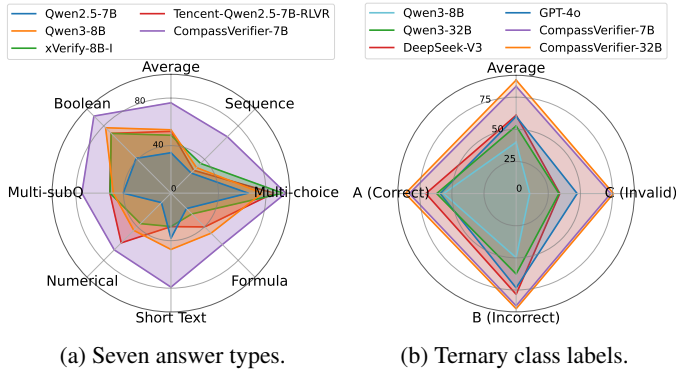 Qwen2.5-7B
Qwen3-8B
xVerify-8B-I
Tencent-Qwen2.5-7B-RLVR
CompassVerifier-7B
Average
Boolean
Sequence
80
40
0
Multi-subQ
Multi-choice
Numerical
Formula
Short Text
(a) Seven answer types.
Qwen3-8B
Qwen3-32B
DeepSeek-V3
GPT-4o
CompassVerifier-7B
CompassVerifier-32B
Average
75
50
25
0
A (Correct)
C (Invalid)
B (Incorrect)
(b) Ternary class labels.